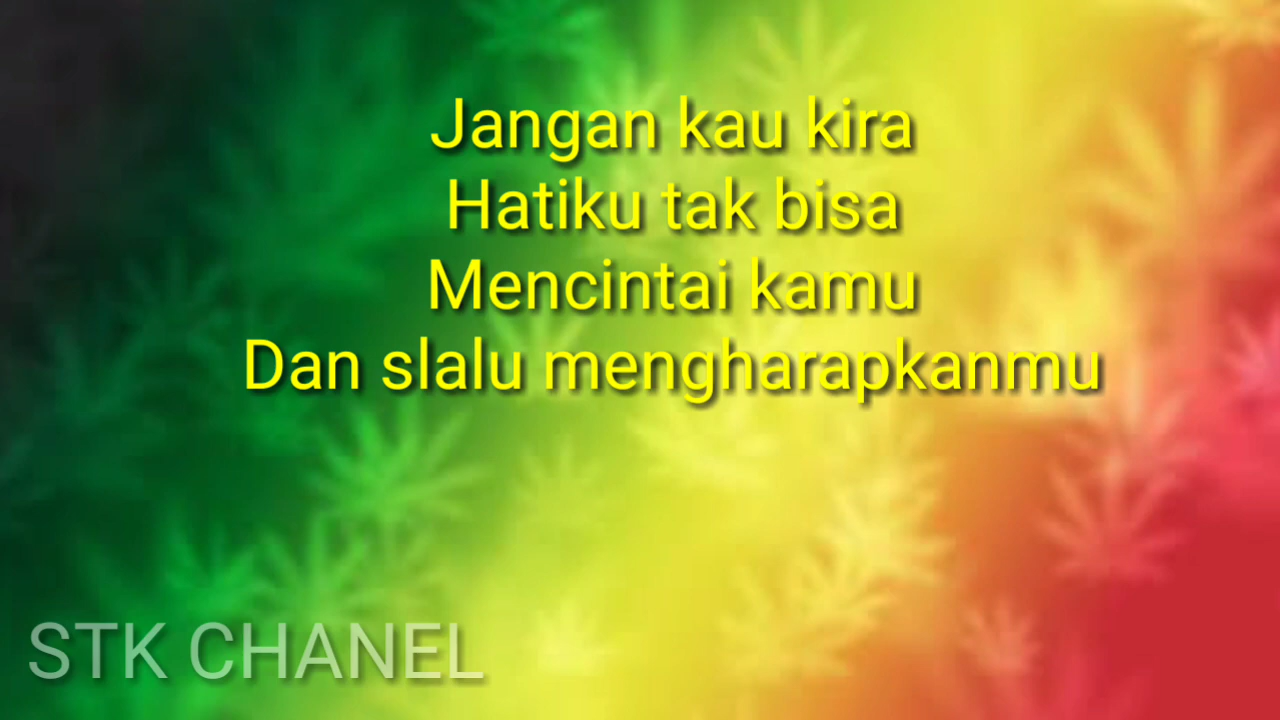 Jangan kau kira
Hatiku tak bisa
Mencintai kamu
Dan slalu mengharapkanmu
STK CHANEL